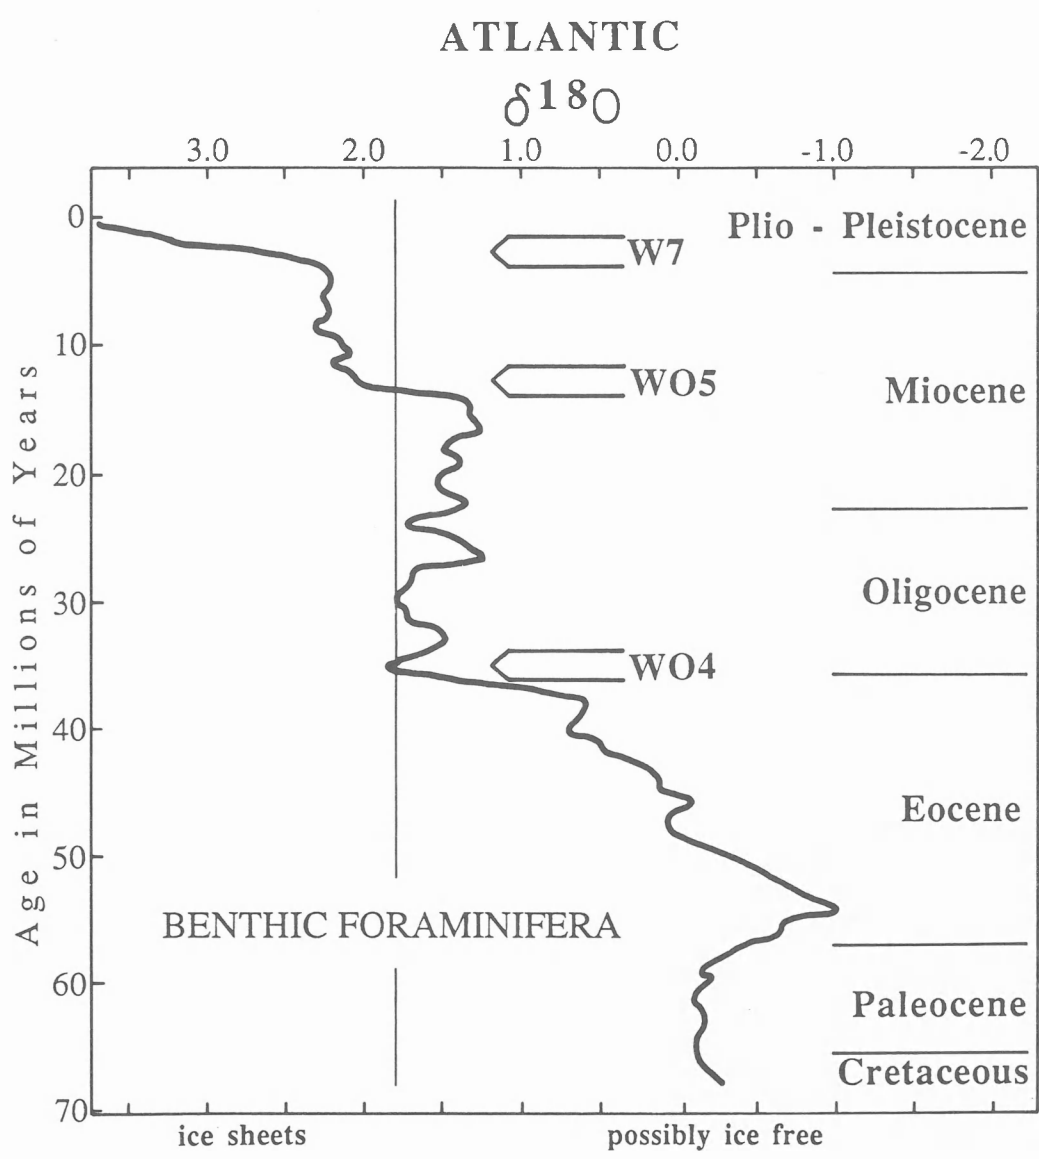 ATLANTIC
δ18O
3.0 2.0 1.0 0.0 -1.0 -2.0
0
Plio - Pleistocene
W7
10
WO5
Miocene
20
30
Oligocene
WO4
40
Eocene
50
BENTHIC FORAMINIFERA
60
Paleocene
Cretaceous
70
Age in Millions of Years
ice sheets possibly ice free